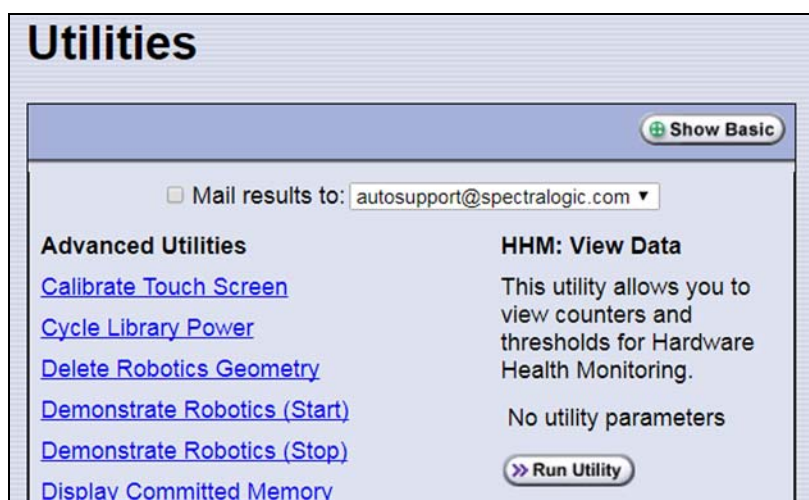 Utilities
Show Basic
Mail results to: autosupport@spectralogic.com
Advanced Utilities
Calibrate Touch Screen
Cycle Library Power
Delete Robotics Geometry
Demonstrate Robotics (Start)
Demonstrate Robotics (Stop)
Display Committed Memory
HHM: View Data
This utility allows you to
view counters and
thresholds for Hardware
Health Monitoring.
No utility parameters
Run Utility